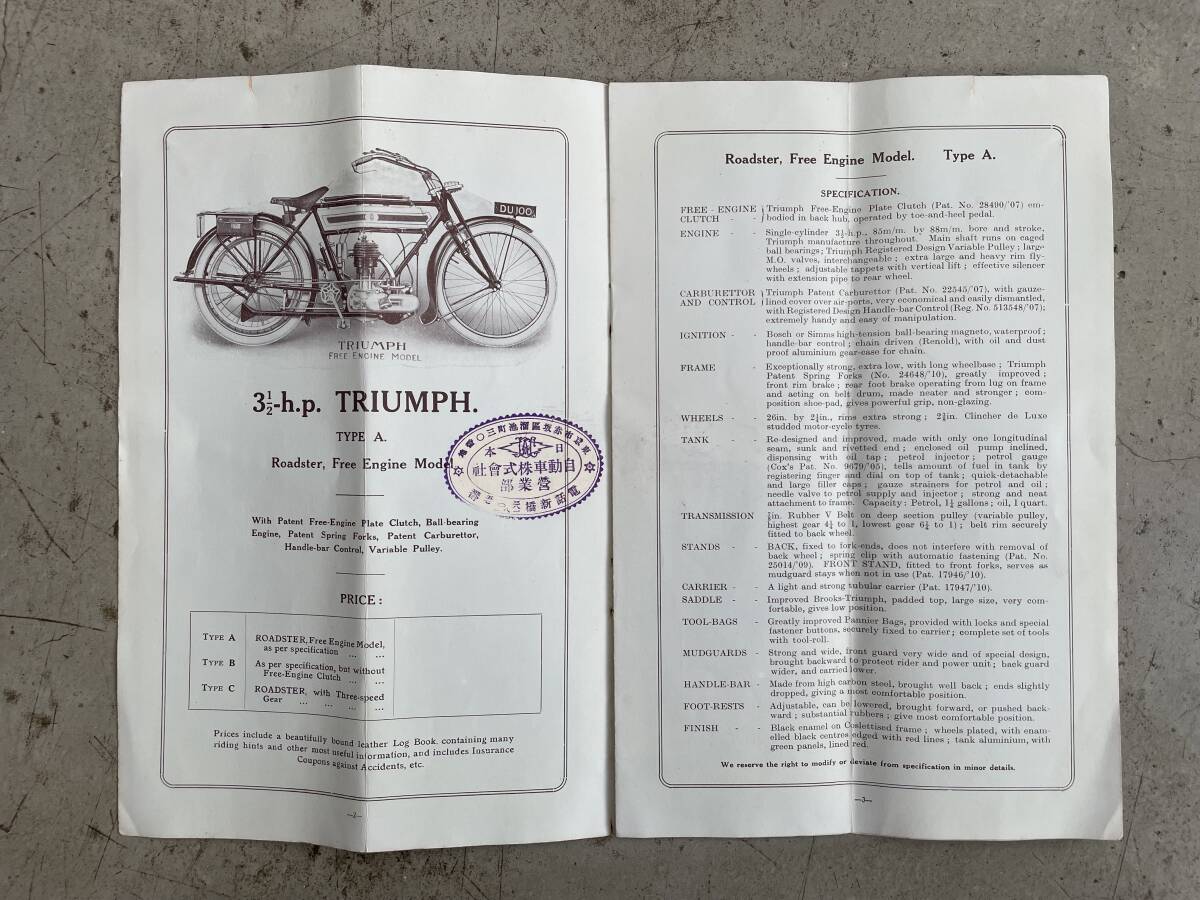 DU 100
TRIUMPH
FREE ENGINE MODEL
3½-h.p. TRIUMPH.
TYPE A.
Roadster, Free Engine Model
日本
自動車株式會社
營業部
With Patent Free-Engine Plate Clutch, Ball-bearing
Engine, Patent Spring Forks, Patent Carburettor,
Handle-bar Control, Variable Pulley.
PRICE :
TYPE A ROADSTER, Free Engine Model,
as per specification ... ...
TYPE B As per specification, but without
Free-Engine Clutch ... ...
TYPE C ROADSTER, with Three-speed
Gear ... ... ... ...
Prices include a beautifully bound leather Log Book, containing many
riding hints and other most useful information, and includes Insurance
Coupons against Accidents, etc.
—2—
Roadster, Free Engine Model. Type A.
SPECIFICATION.
FREE - ENGINE Triumph Free-Engine Plate Clutch (Pat. No. 28490/'07) em-
CLUTCH - - bodied in back hub, operated by toe-and-heel pedal.
ENGINE - - Single-cylinder 3½-h.p., 85m/m. by 88m/m. bore and stroke,
Triumph manufacture throughout. Main shaft runs on caged
ball bearings; Triumph Registered Design Variable Pulley; large
M.O. valves, interchangeable; extra large and heavy rim fly-
wheels; adjustable tappets with vertical lift; effective silencer
with extension pipe to rear wheel.
CARBURETTOR Triumph Patent Carburettor (Pat. No. 22545/'07), with gauze-
AND CONTROL lined cover over air-ports, very economical and easily dismantled,
with Registered Design Handle-bar Control (Reg. No. 513548/'07);
extremely handy and easy of manipulation.
IGNITION - - Bosch or Simms high-tension ball-bearing magneto, waterproof;
handle-bar control; chain driven (Renold), with oil and dust
proof aluminium gear-case for chain.
FRAME - - Exceptionally strong, extra low, with long wheelbase; Triumph
Patent Spring Forks (No. 24648/'10), greatly improved;
front rim brake; rear foot brake operating from lug on frame
and acting on belt drum, made neater and stronger; com-
position shoe-pad, gives powerful grip, non-glazing.
WHEELS - - 26in. by 2¼in., rims extra strong; 2⅜in. Clincher de Luxe
studded motor-cycle tyres.
TANK - - Re-designed and improved, made with only one longitudinal
seam, sunk and rivetted end; enclosed oil pump inclined,
dispensing with oil tap; petrol injector; petrol gauge
(Cox's Pat. No. 9679/'05), tells amount of fuel in tank by
registering finger and dial on top of tank; quick-detachable
and large filler caps; gauze strainers for petrol and oil;
needle valve to petrol supply and injector; strong and neat
attachment to frame. Capacity: Petrol, 1¼ gallons; oil, 1 quart.
TRANSMISSION Rubber V Belt on deep section pulley (variable pulley,
highest gear 4¼ to 1, lowest gear 6¼ to 1); belt rim securely
fitted to back wheel.
STANDS - - BACK, fixed to fork-ends, does not interfere with removal of
back wheel; spring clip with automatic fastening (Pat. No.
25014/'09). FRONT STAND, fitted to front forks, serves as
mudguard stays when not in use (Pat. 17946/'10).
CARRIER - - A light and strong tubular carrier (Pat. 17947/'10).
SADDLE - - Improved Brooks-Triumph, padded top, large size, very com-
fortable, gives low position.
TOOL-BAGS - Greatly improved Pannier Bags, provided with locks and special
fastener buttons, securely fixed to carrier; complete set of tools
with tool-roll.
MUDGUARDS - Strong and wide, front guard very wide and of special design,
brought backward to protect rider and power unit; back guard
wider, and carried lower.
HANDLE-BAR - Made from high carbon steel, brought well back; ends slightly
dropped, giving a most comfortable position.
FOOT-RESTS - Adjustable, can be lowered, brought forward, or pushed back-
ward; substantial rubbers; give most comfortable position.
FINISH - - Black enamel on Coslettised frame; wheels plated, with enam-
elled black centres edged with red lines; tank aluminium, with
green panels, lined red.
We reserve the right to modify or deviate from specification in minor details.
—3—